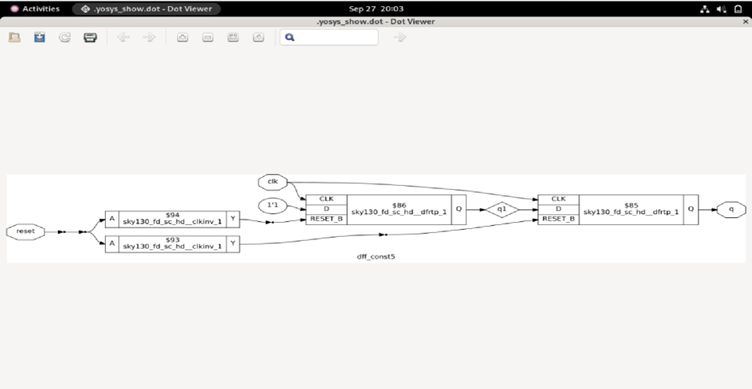 Activities
.yosys_show.dot - Dot Viewer
Sep 27 20:03
.yosys_show.dot - Dot Viewer
clk
1'1
CLK
D
RESET_B
$86
sky130_fd_sc_hd__dfrtp_1
Q
q1
CLK
D
RESET_B
$85
sky130_fd_sc_hd__dfrtp_1
Q
q
reset
A
$94
sky130_fd_sc_hd__clkinv_1
Y
A
$93
sky130_fd_sc_hd__clkinv_1
Y
dff_const5